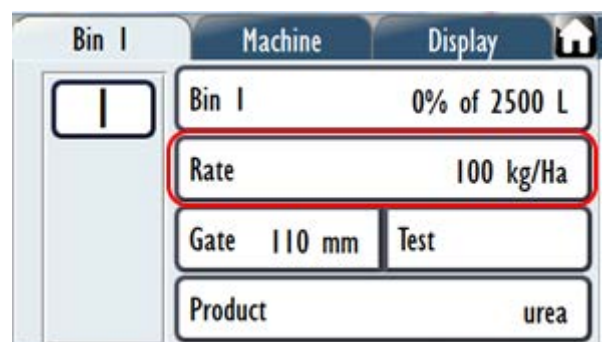 Bin 1 Machine Display
1
Bin 1 0% of 2500 L
Rate 100 kg/Ha
Gate 110 mm Test
Product urea